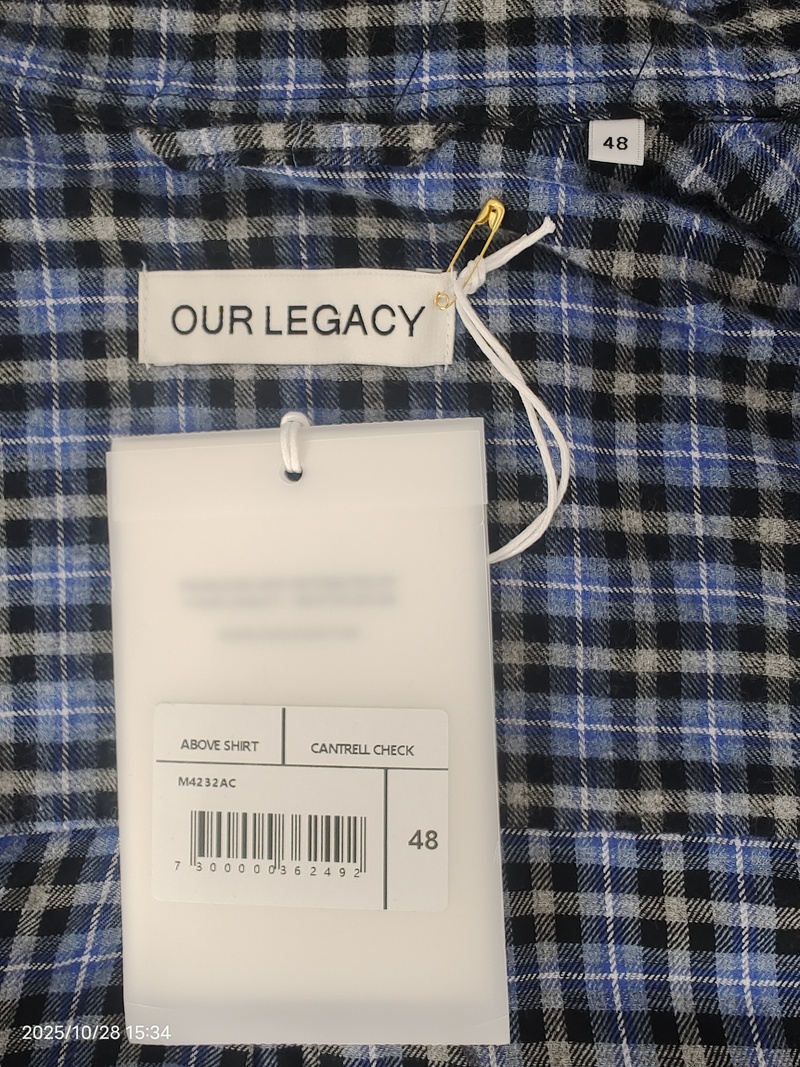 48
OUR LEGACY
ABOVE SHIRT
CANTRELL CHECK
M4232AC
48
7 300000 362492
2025/10/28 15:34